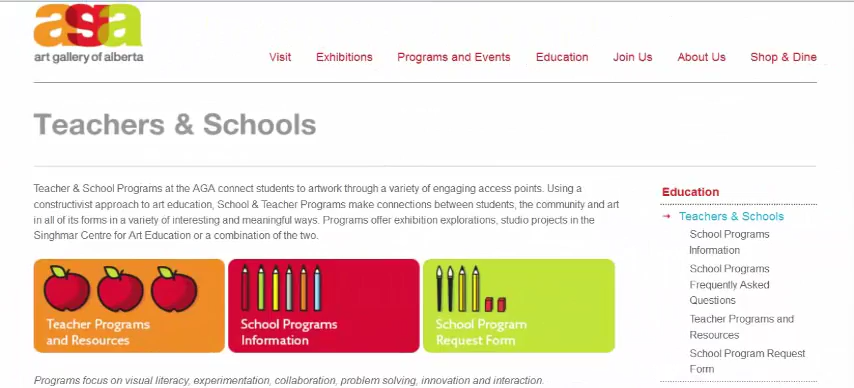 aga
art gallery of alberta
Visit Exhibitions Programs and Events Education Join Us About Us Shop & Dine
Teachers & Schools
Teacher & School Programs at the AGA connect students to artwork through a variety of engaging access points. Using a
constructivist approach to art education, School & Teacher Programs make connections between students, the community and art
in all of its forms in a variety of interesting and meaningful ways. Programs offer exhibition explorations, studio projects in the
Singhmar Centre for Art Education or a combination of the two.
Teacher Programs
and Resources
School Programs
Information
School Program
Request Form
Programs focus on visual literacy, experimentation, collaboration, problem solving, innovation and interaction.
Education
→ Teachers & Schools
School Programs
Information
School Programs
Frequently Asked
Questions
Teacher Programs and
Resources
School Program Request
Form